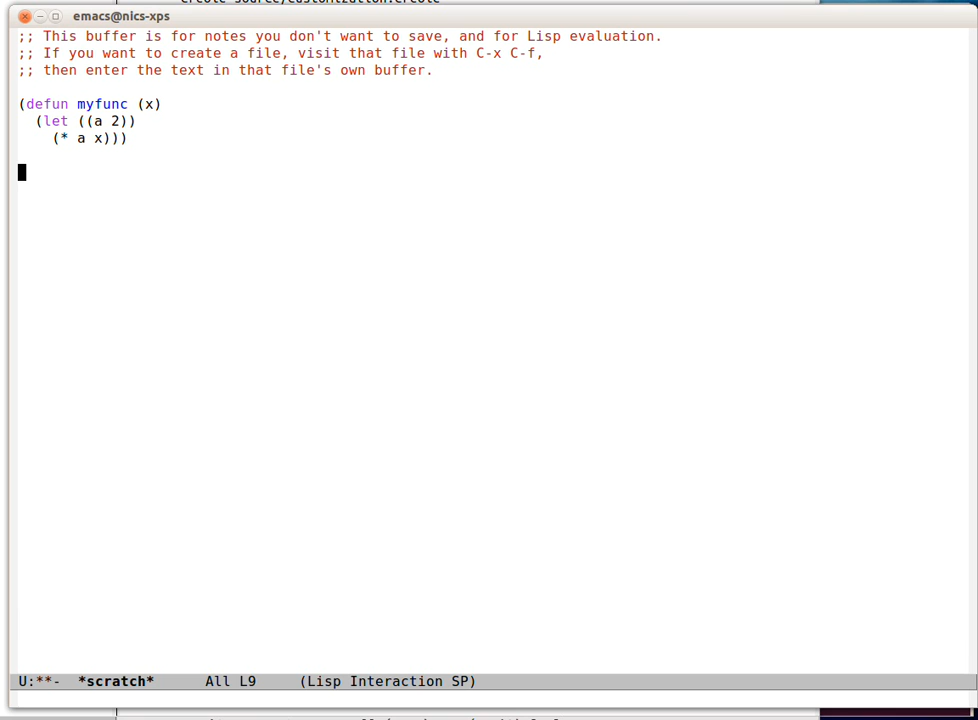 emacs@nics-xps
;; This buffer is for notes you don't want to save, and for Lisp evaluation.
;; If you want to create a file, visit that file with C-x C-f,
;; then enter the text in that file's own buffer.
(defun myfunc (x)
  (let ((a 2))
    (* a x)))
U:**-  *scratch*      All L9     (Lisp Interaction SP)